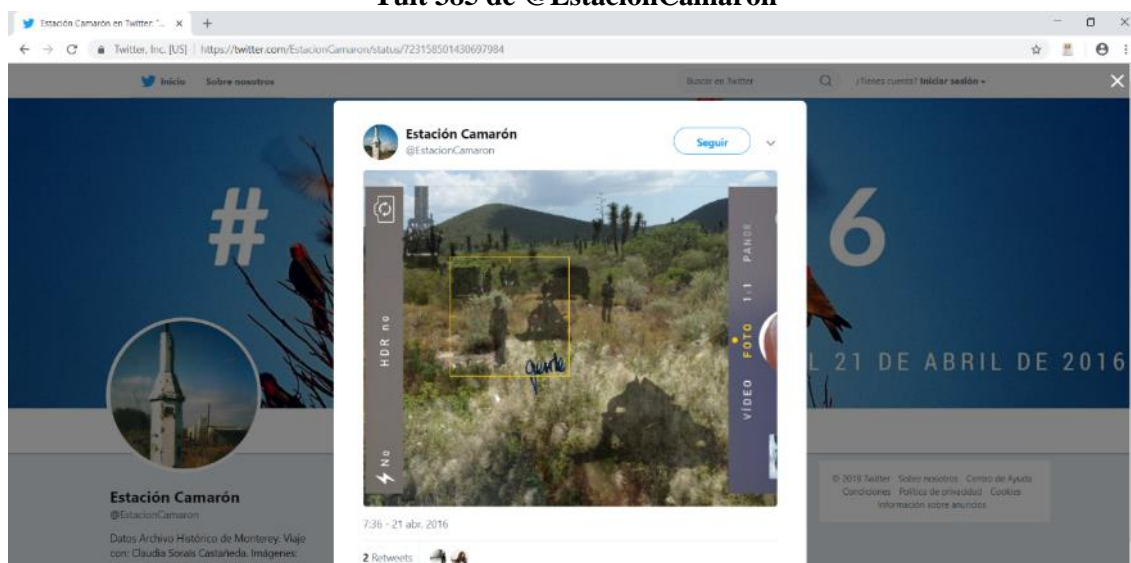 Tuit 585 de @EstacionCamaron
Estación Camarón en Twitter: "...
Twitter, Inc. [US]
https://twitter.com/EstacionCamaron/status/723158501430697984
Inicio
Sobre nosotros
Buscar en Twitter
¿Tienes cuenta? Iniciar sesión
Estación Camarón
@EstacionCamaron
Seguir
HDR no
No
gente
VÍDEO FOTO 1:1 PANOR
7:36 - 21 abr. 2016
2 Retweets
# 6
L 21 DE ABRIL DE 2016
Estación Camarón
@EstacionCamaron
Datos Archivo Histórico de Monterey. Viaje
con: Claudia Sorais Castañeda. Imágenes:
© 2018 Twitter Sobre nosotros Centro de Ayuda
Condiciones Política de privacidad Cookies
Información sobre anuncios